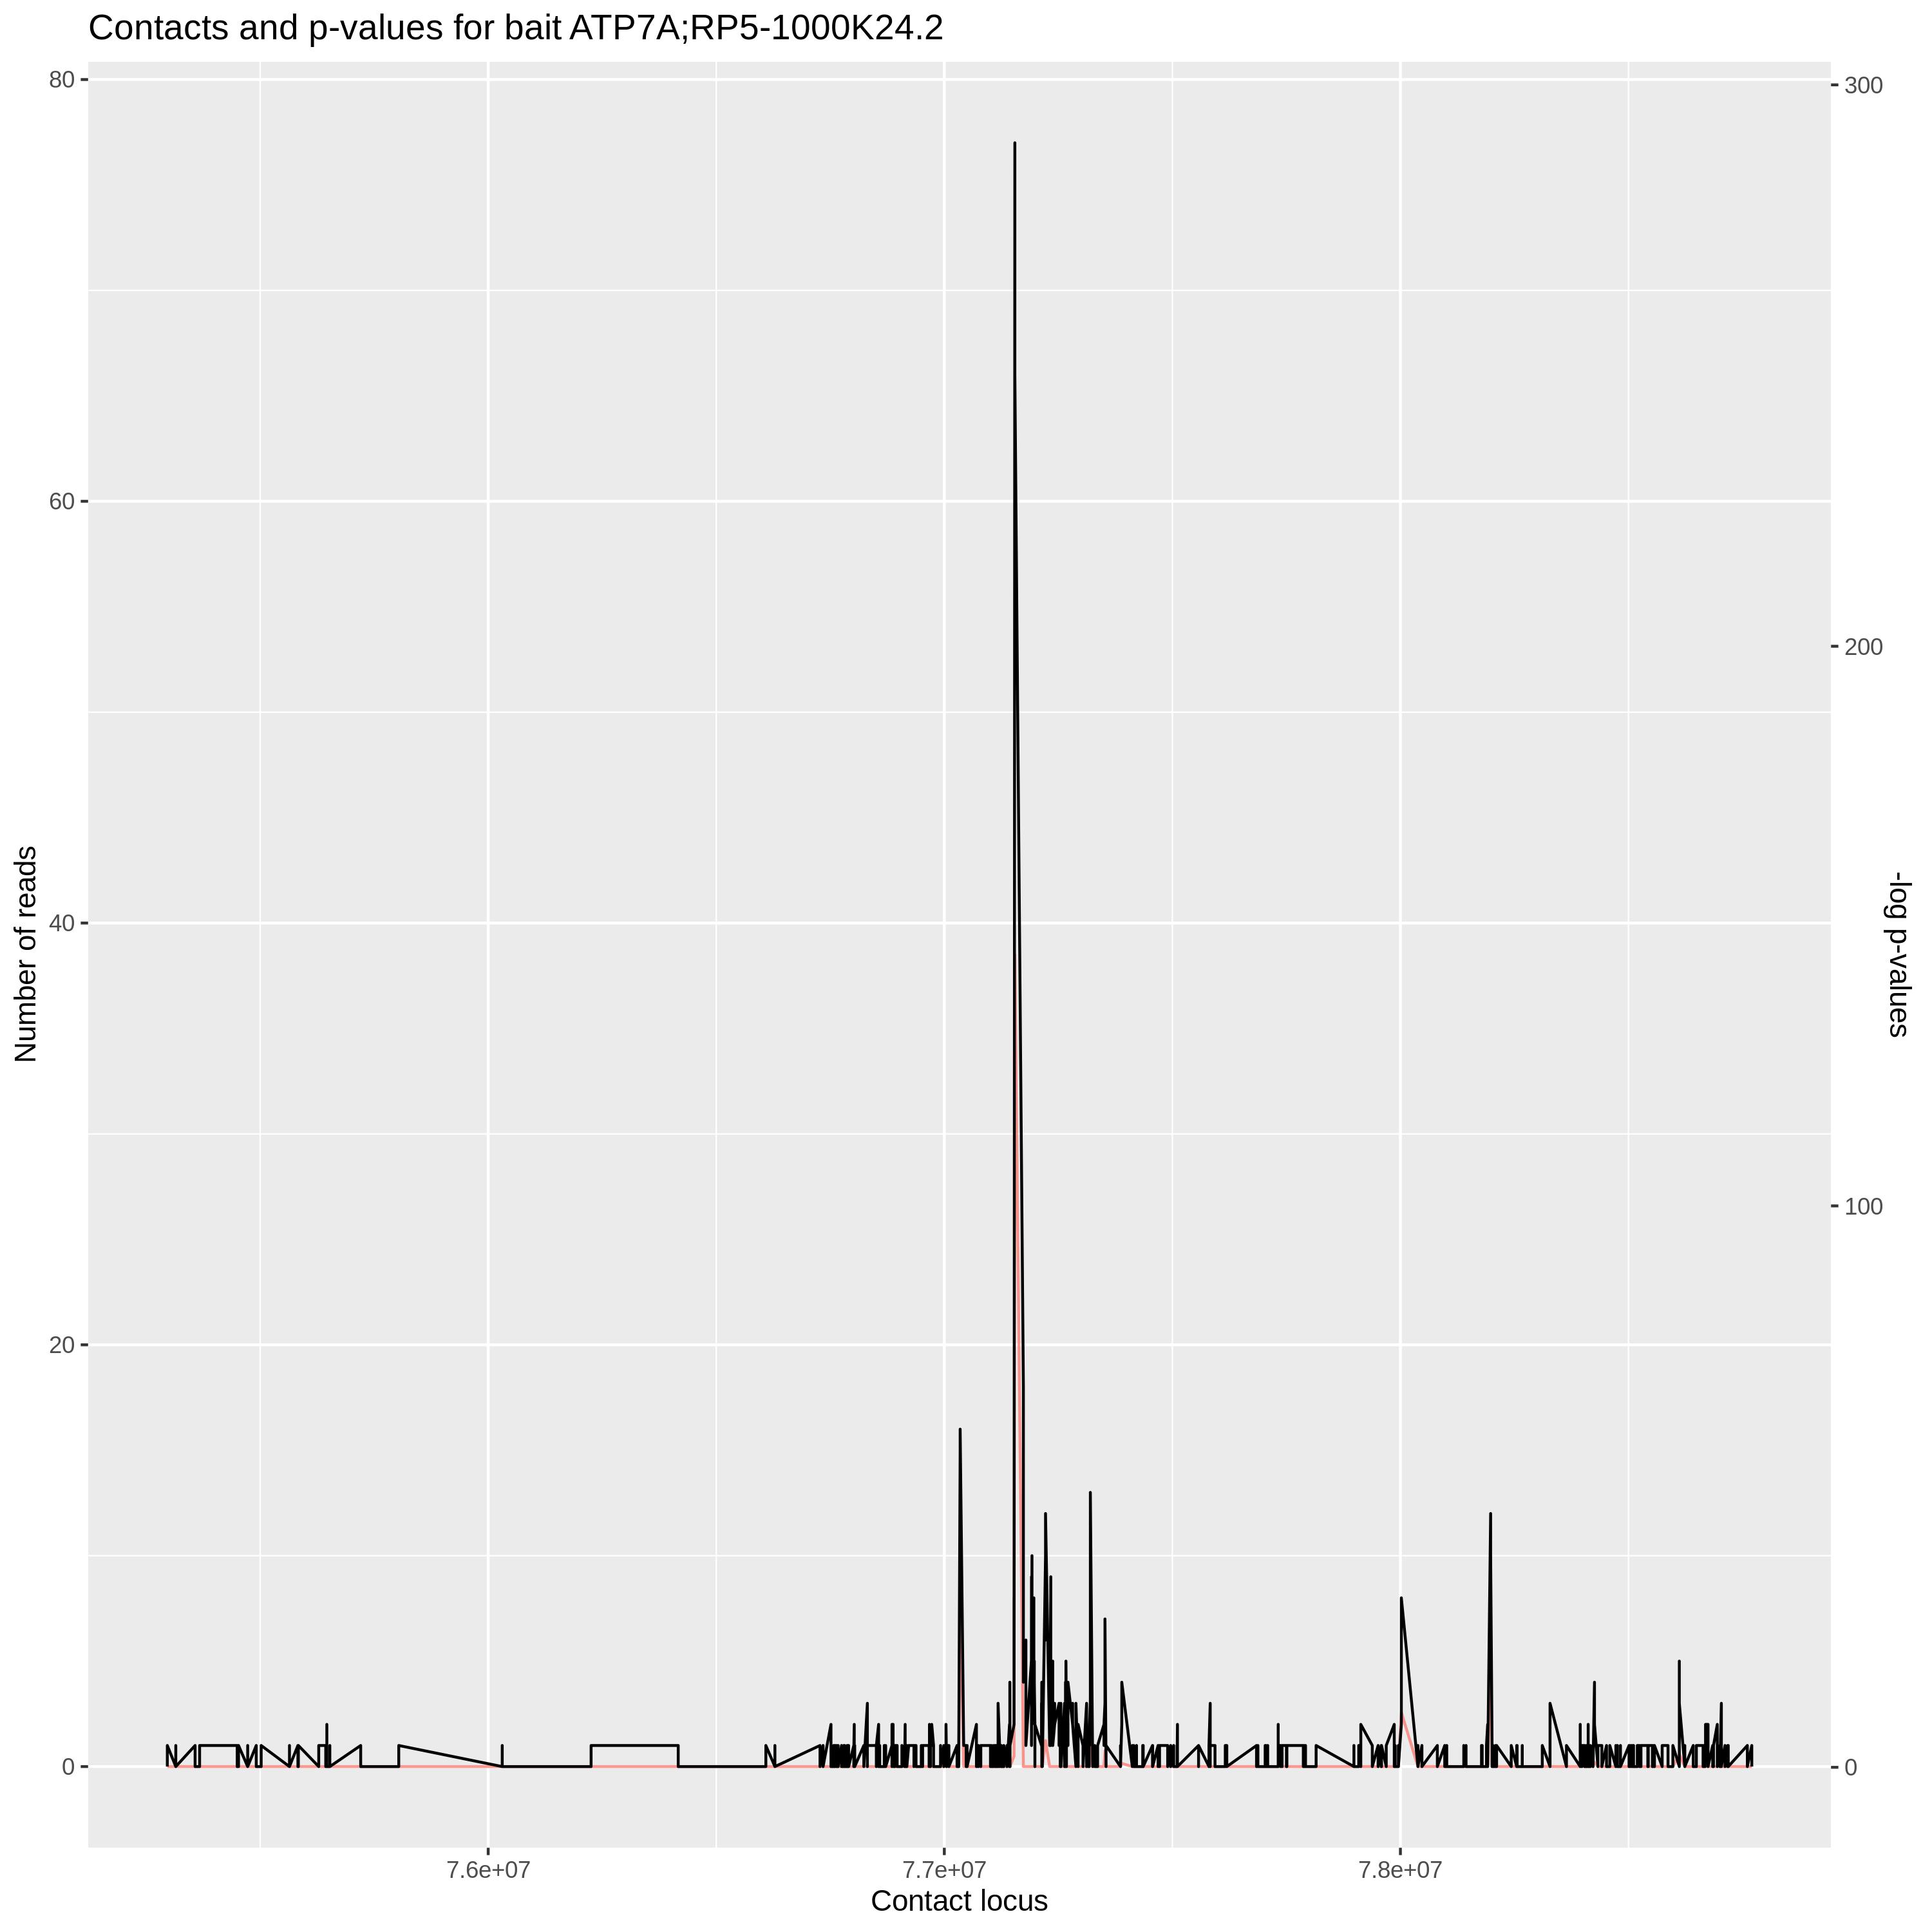 Contacts and p-values for bait ATP7A;RP5-1000K24.2
80
60
40
20
0
Number of reads
300
200
100
0
-log p-values
7.6e+07
7.7e+07
7.8e+07
Contact locus